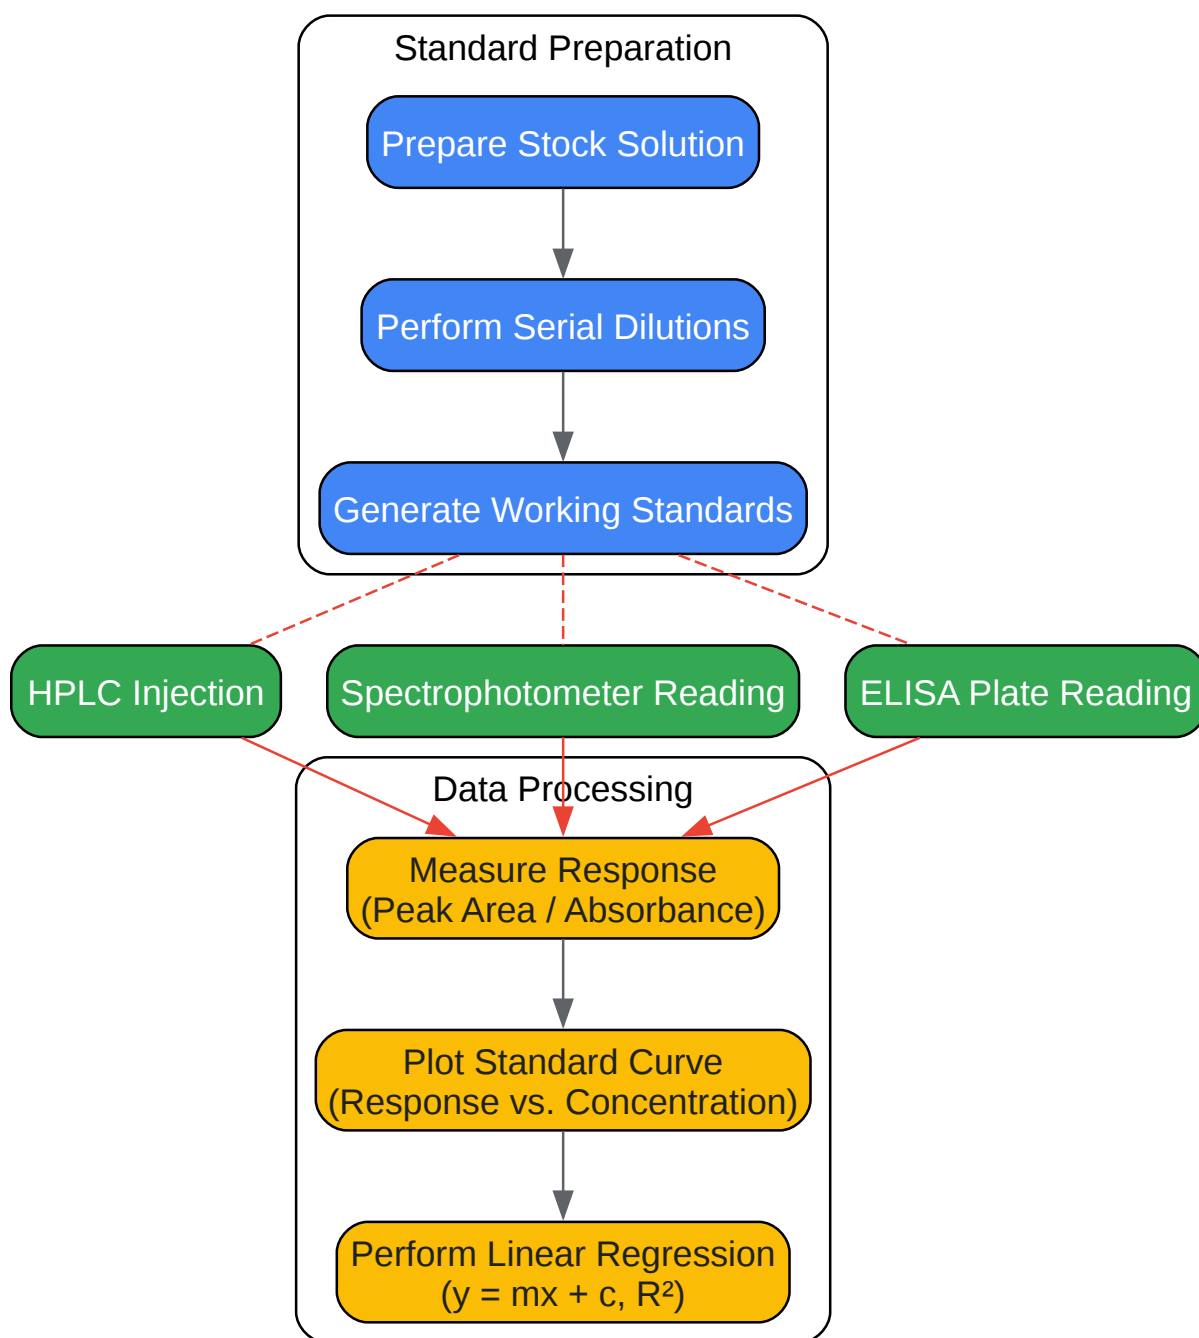 Standard Preparation
Prepare Stock Solution
Perform Serial Dilutions
Generate Working Standards
HPLC Injection
Spectrophotometer Reading
ELISA Plate Reading
Data Processing
Measure Response
(Peak Area / Absorbance)
Plot Standard Curve
(Response vs. Concentration)
Perform Linear Regression
(y = mx + c, R²)